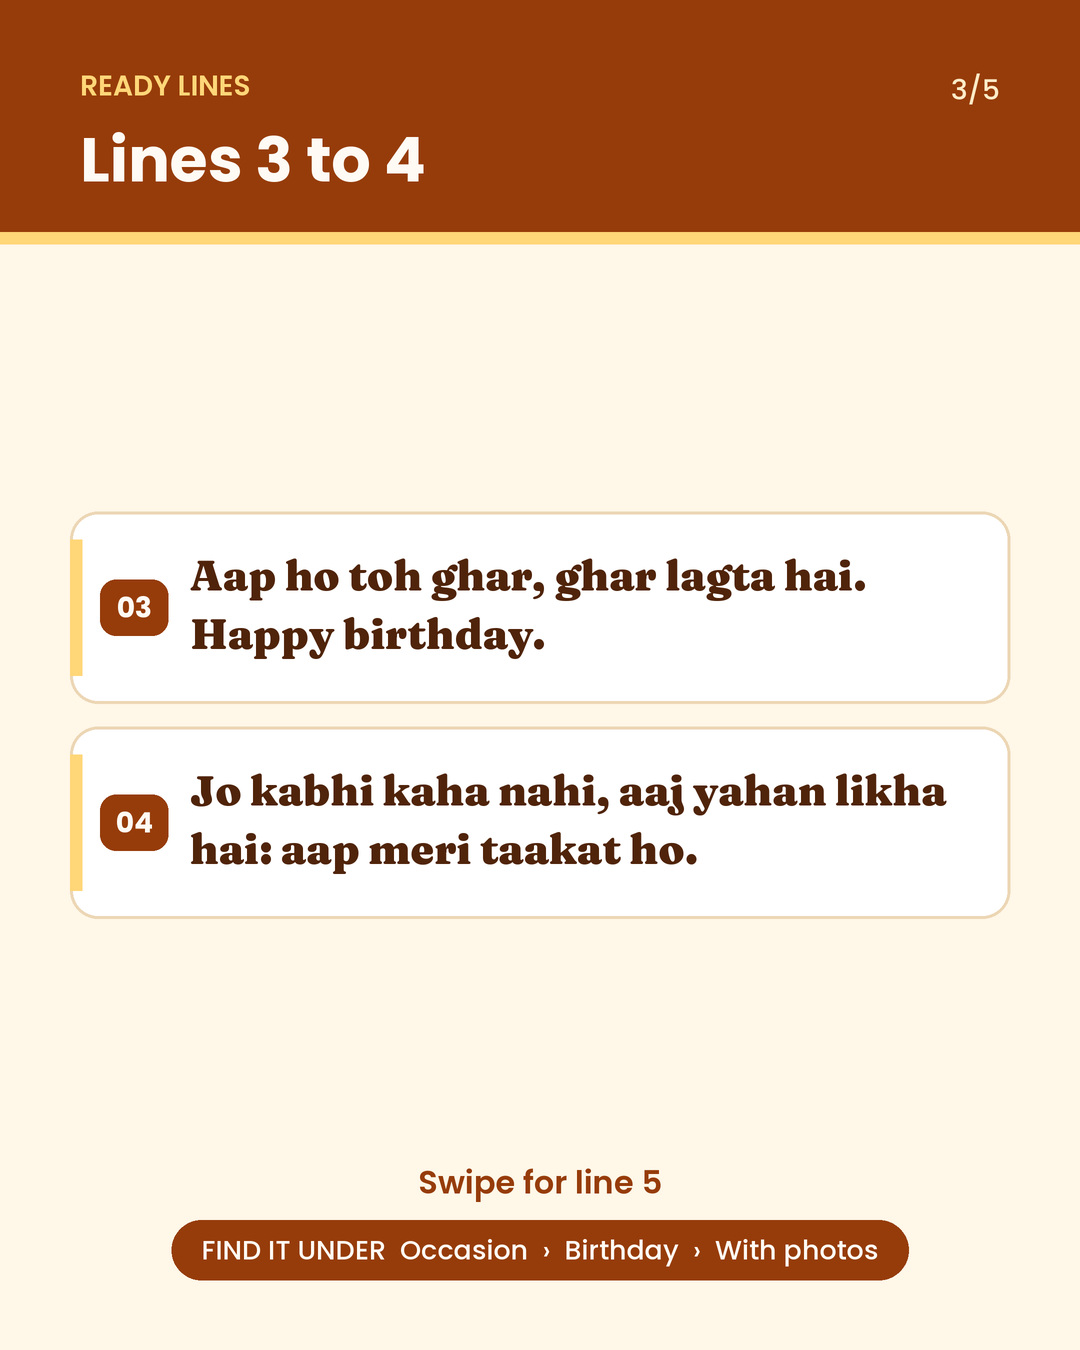 READY LINES
3/5
Lines 3 to 4
03
Aap ho toh ghar, ghar lagta hai.
Happy birthday.
04
Jo kabhi kaha nahi, aaj yahan likha
hai: aap meri taakat ho.
Swipe for line 5
FIND IT UNDER Occasion › Birthday › With photos